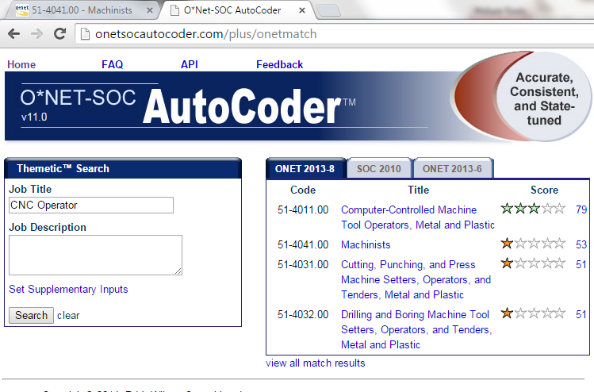 51-4041.00 - Machinists
O*Net-SOC AutoCoder
onetsocautocoder.com/plus/onetmatch
Home FAQ API Feedback
O*NET-SOC AutoCoder™
v11.0
Accurate,
Consistent,
and State-
tuned
Thematic™ Search
Job Title
CNC Operator
Job Description
Set Supplementary Inputs
Search clear
ONET 2013-8 SOC 2010 ONET 2013-6
Code Title Score
51-4011.00 Computer-Controlled Machine 79
Tool Operators, Metal and Plastic
51-4041.00 Machinists 53
51-4031.00 Cutting, Punching, and Press 51
Machine Setters, Operators, and
Tenders, Metal and Plastic
51-4032.00 Drilling and Boring Machine Tool 51
Setters, Operators, and Tenders,
Metal and Plastic
view all match results